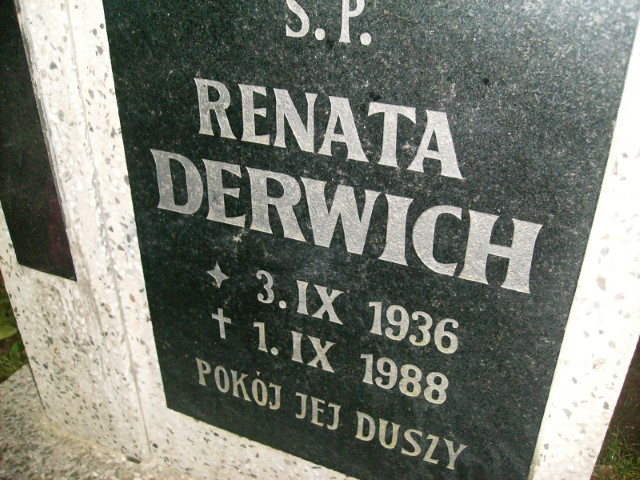 Ś.P.
RENATA
DERWICH
3. IX 1936
✝ 1. IX 1988
POKÓJ JEJ DUSZY